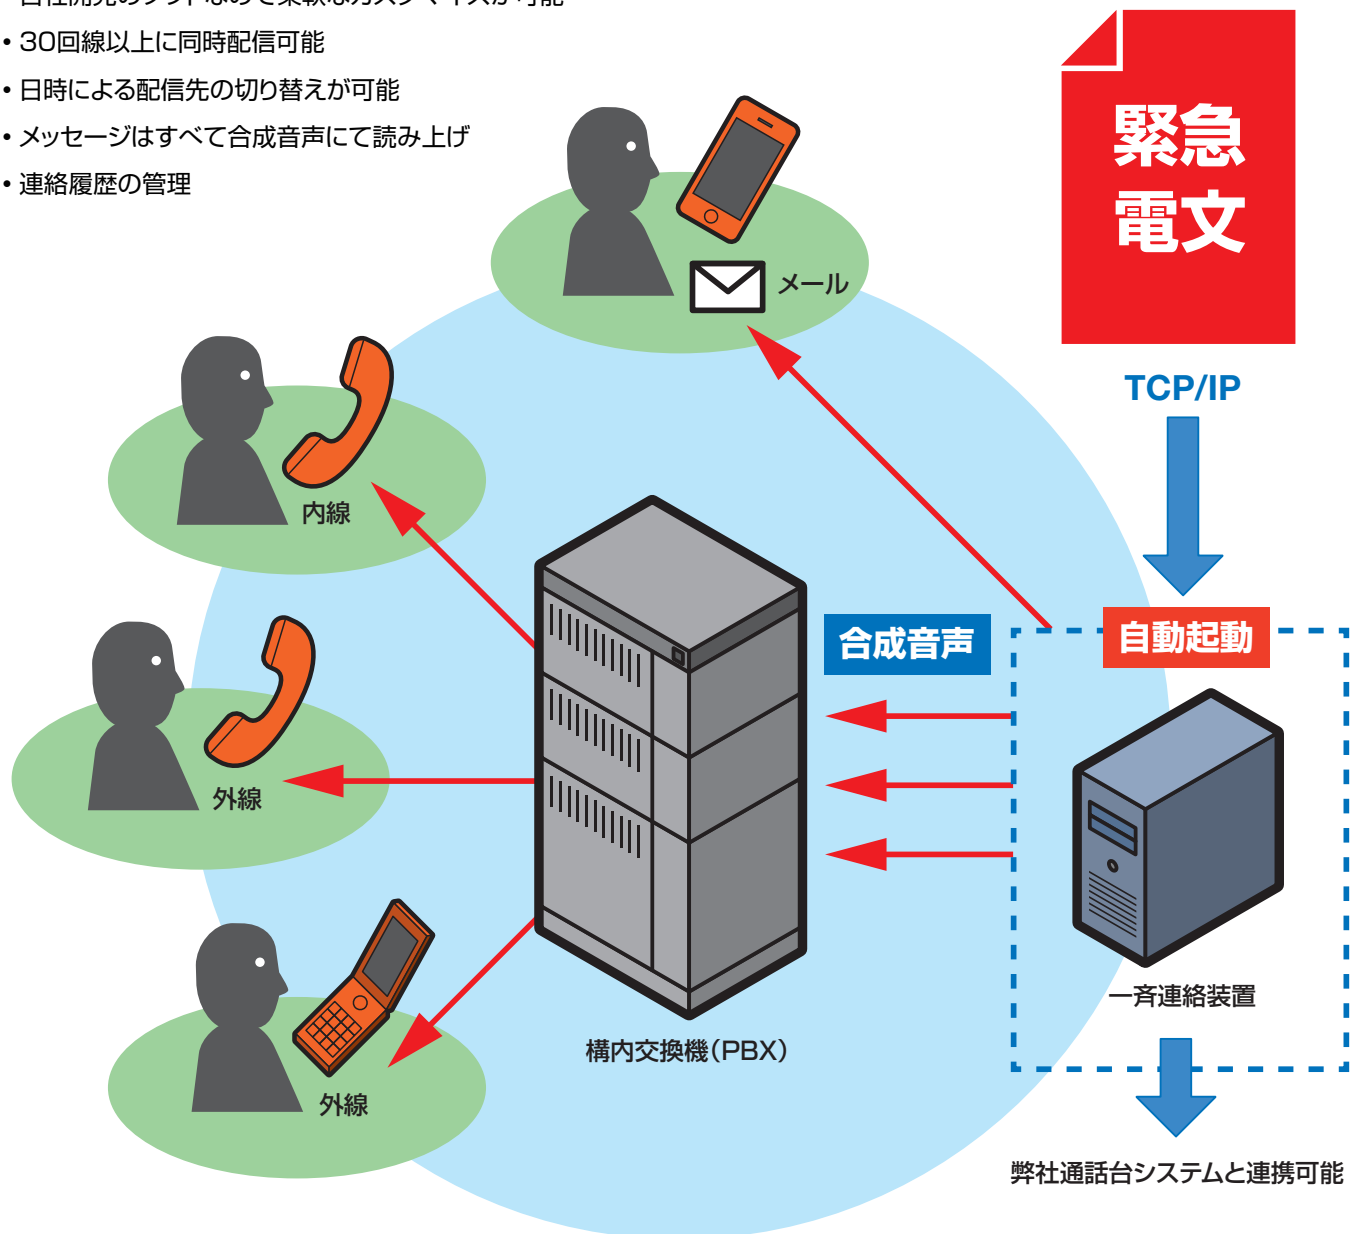 • 30回線以上に同時配信可能
• 日時による配信先の切り替えが可能
• メッセージはすべて合成音声にて読み上げ
• 連絡履歴の管理
緊急
電文
メール
TCP/IP
内線
合成音声
自動起動
外線
一斉連絡装置
構内交換機(PBX)
外線
弊社通話台システムと連携可能